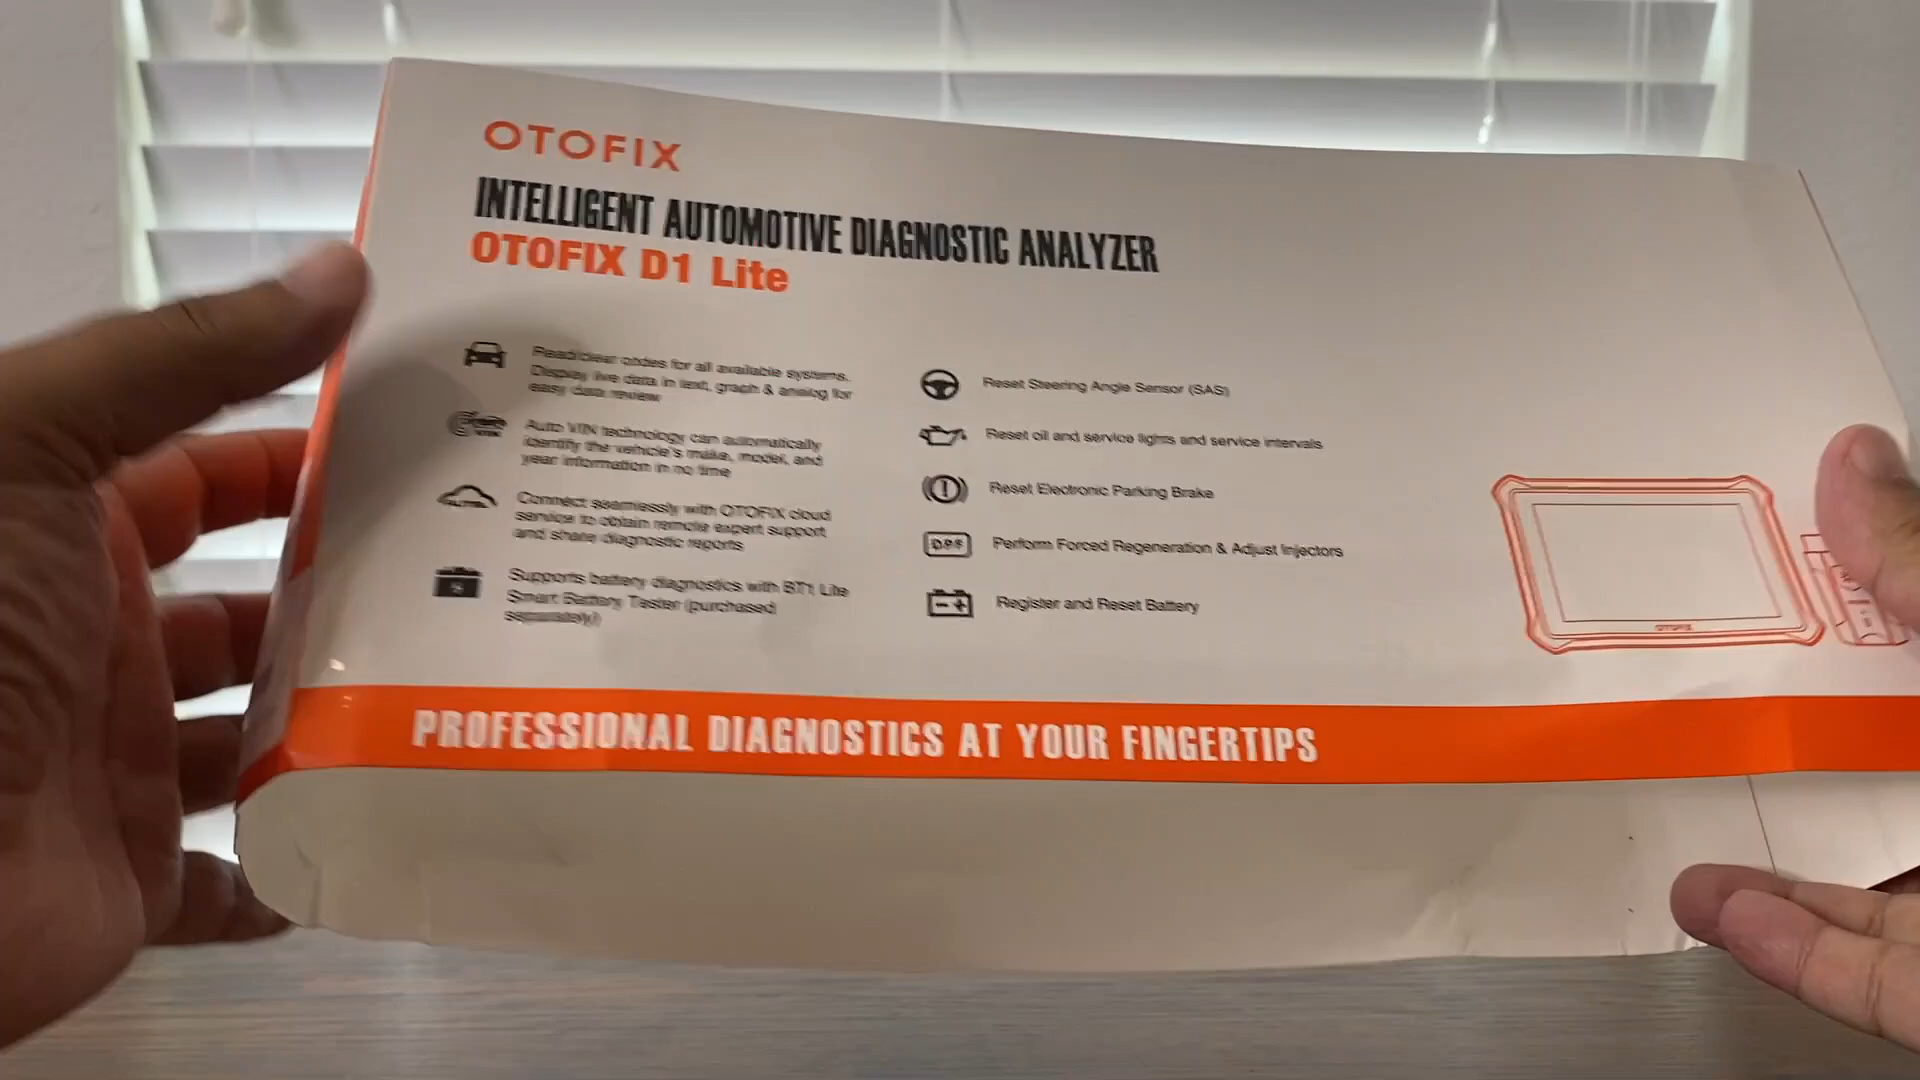 OTOFIX
INTELLIGENT AUTOMOTIVE DIAGNOSTIC ANALYZER
OTOFIX D1 Lite
Read/clear codes for all available systems.
Display live data in text, graph & analog for
easy data review
Auto VIN technology can automatically
identify the vehicle's make, model, and
year information in no time
Connect seamlessly with OTOFIX cloud
service to obtain remote expert support
and share diagnostic reports
Supports battery diagnostics with BT1 Lite
Smart Battery Tester (purchased
separately)
Reset Steering Angle Sensor (SAS)
Reset oil and service lights and service intervals
Reset Electronic Parking Brake
DPF
Perform Forced Regeneration & Adjust Injectors
Register and Reset Battery
OTOFIX
PROFESSIONAL DIAGNOSTICS AT YOUR FINGERTIPS